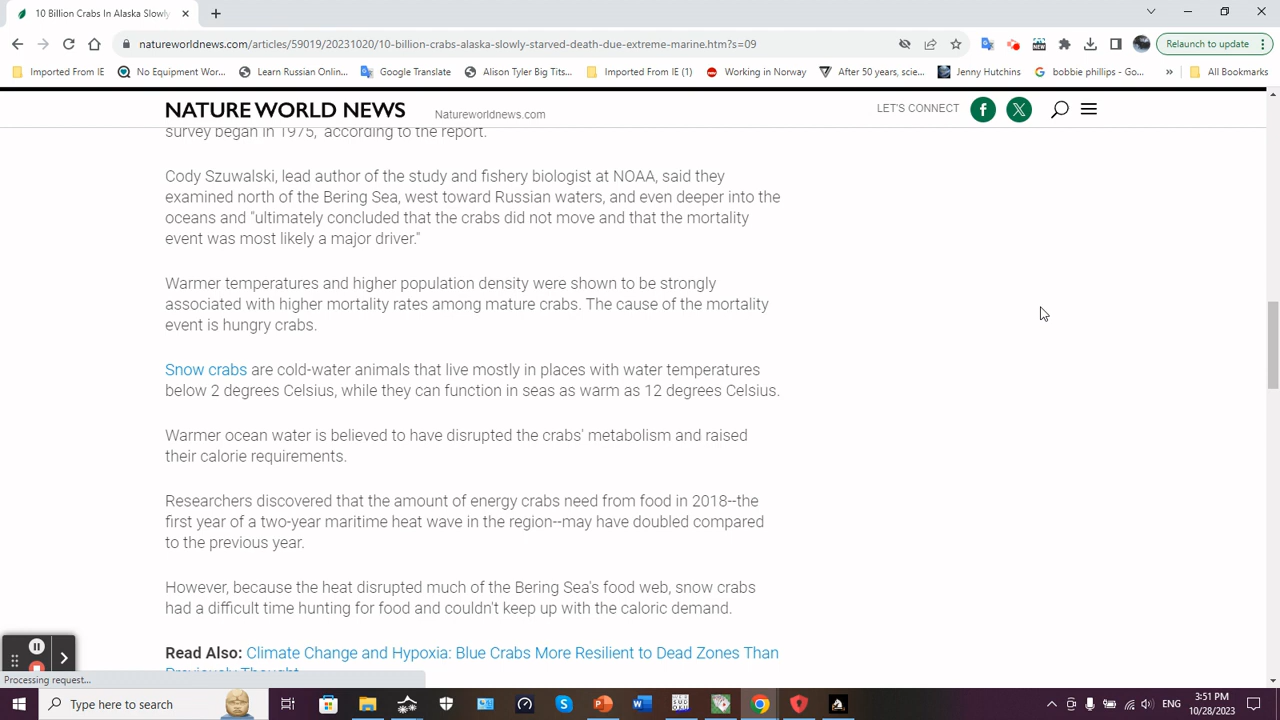 10 Billion Crabs In Alaska Slowly
natureworldnews.com/articles/59019/20231020/10-billion-crabs-alaska-slowly-starved-death-due-extreme-marine.htm?s=09
Relaunch to update
Imported From IE
No Equipment Wor...
Learn Russian Onlin...
Google Translate
Alison Tyler Big Tits...
Imported From IE (1)
Working in Norway
After 50 years, scie...
Jenny Hutchins
bobbie phillips - Go...
»
All Bookmarks
NATURE WORLD NEWS
Natureworldnews.com
LET'S CONNECT
survey began in 1975," according to the report.
Cody Szuwalski, lead author of the study and fishery biologist at NOAA, said they
examined north of the Bering Sea, west toward Russian waters, and even deeper into the
oceans and "ultimately concluded that the crabs did not move and that the mortality
event was most likely a major driver."
Warmer temperatures and higher population density were shown to be strongly
associated with higher mortality rates among mature crabs. The cause of the mortality
event is hungry crabs.
Snow crabs are cold-water animals that live mostly in places with water temperatures
below 2 degrees Celsius, while they can function in seas as warm as 12 degrees Celsius.
Warmer ocean water is believed to have disrupted the crabs' metabolism and raised
their calorie requirements.
Researchers discovered that the amount of energy crabs need from food in 2018--the
first year of a two-year maritime heat wave in the region--may have doubled compared
to the previous year.
However, because the heat disrupted much of the Bering Sea's food web, snow crabs
had a difficult time hunting for food and couldn't keep up with the caloric demand.
Read Also: Climate Change and Hypoxia: Blue Crabs More Resilient to Dead Zones Than
Previously Thought
Processing request...
Type here to search
ENG
3:51 PM
10/28/2023